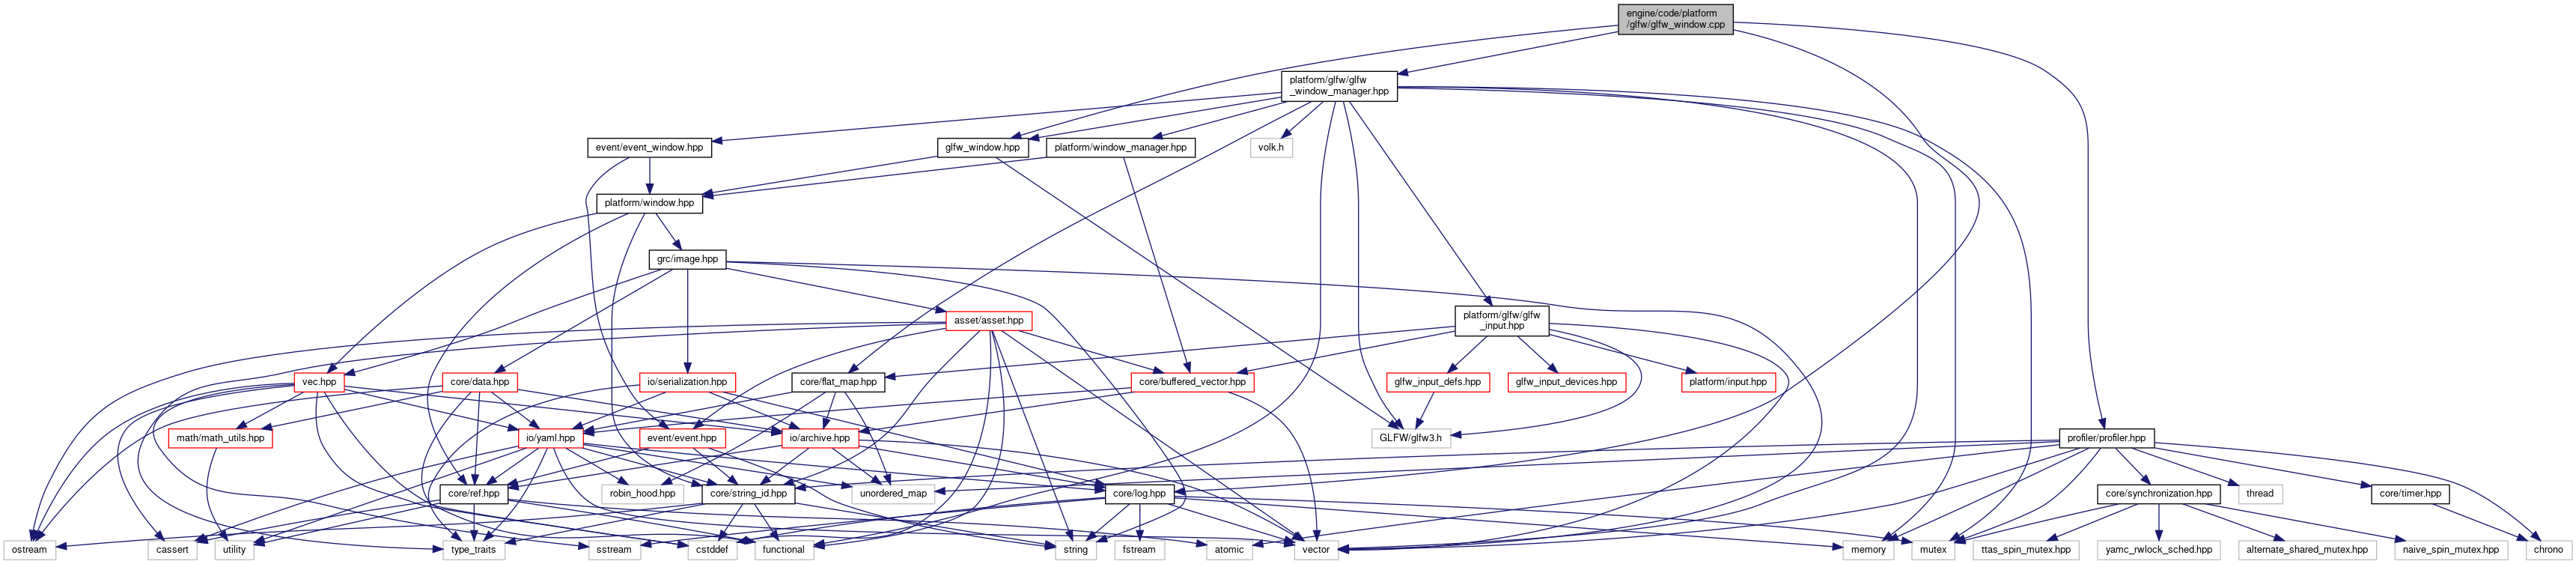 engine/code/platform
/glfw/glfw_window.cpp
platform/glfw/glfw
_window_manager.hpp
event/event_window.hpp
glfw_window.hpp
platform/window_manager.hpp
volk.h
platform/window.hpp
grc/image.hpp
asset/asset.hpp
platform/glfw/glfw
_input.hpp
vec.hpp
core/data.hpp
io/serialization.hpp
core/flat_map.hpp
core/buffered_vector.hpp
glfw_input_defs.hpp
glfw_input_devices.hpp
platform/input.hpp
math/math_utils.hpp
io/yaml.hpp
event/event.hpp
io/archive.hpp
GLFW/glfw3.h
profiler/profiler.hpp
core/ref.hpp
robin_hood.hpp
core/string_id.hpp
unordered_map
core/log.hpp
core/synchronization.hpp
thread
core/timer.hpp
ostream
cassert
utility
type_traits
sstream
cstddef
functional
string
fstream
atomic
vector
memory
mutex
ttas_spin_mutex.hpp
yamc_rwlock_sched.hpp
alternate_shared_mutex.hpp
naive_spin_mutex.hpp
chrono